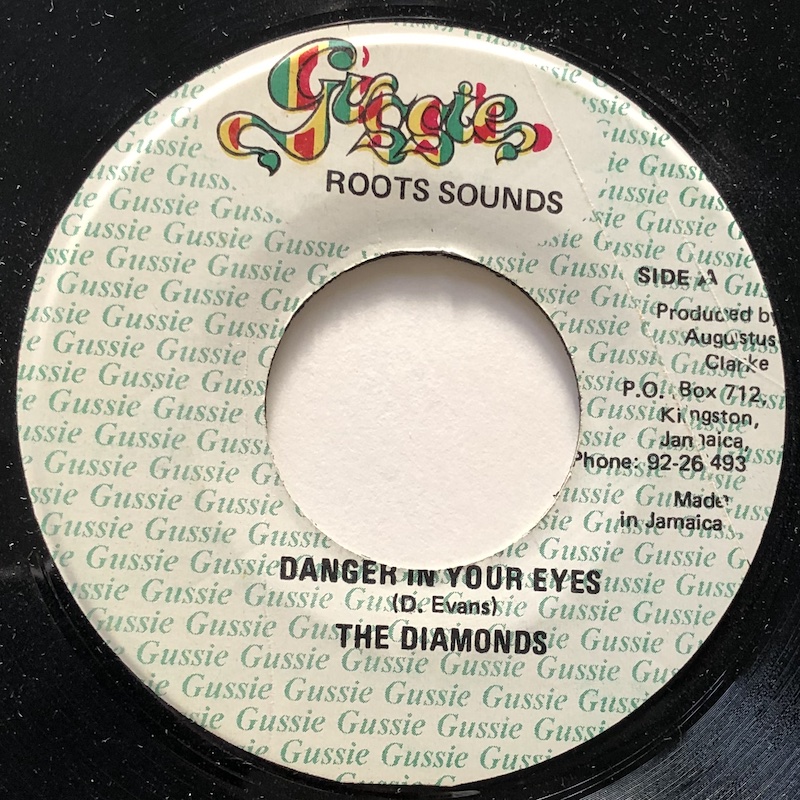 Gussie
ROOTS SOUNDS
SIDE A
Produced by
Augustus
Clarke
P.O. Box 712,
Kingston,
Jamaica,
Phone: 92-26 493
Made
in Jamaica
DANGER IN YOUR EYES
(D. Evans)
THE DIAMONDS